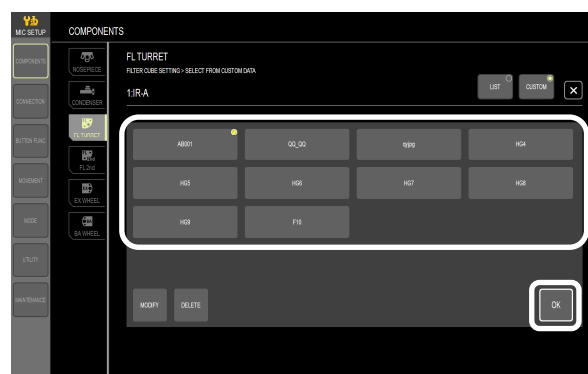 MIC SETUP
COMPONENTS
COMPONENTS
CONNECTION
BUTTON FUNC
MOVEMENT
MODE
UTILITY
MAINTENANCE
NOSEPIECE
CONDENSER
FL TURRET
FL 2nd
EX WHEEL
BA WHEEL
FL TURRET
FILTER CUBE SETTING > SELECT FROM CUSTOM DATA
1:IR-A
LIST
CUSTOM
AB001
QQ_QQ
HG4
HG5
HG6
HG7
HG8
HG9
F10
MODIFY
DELETE
OK